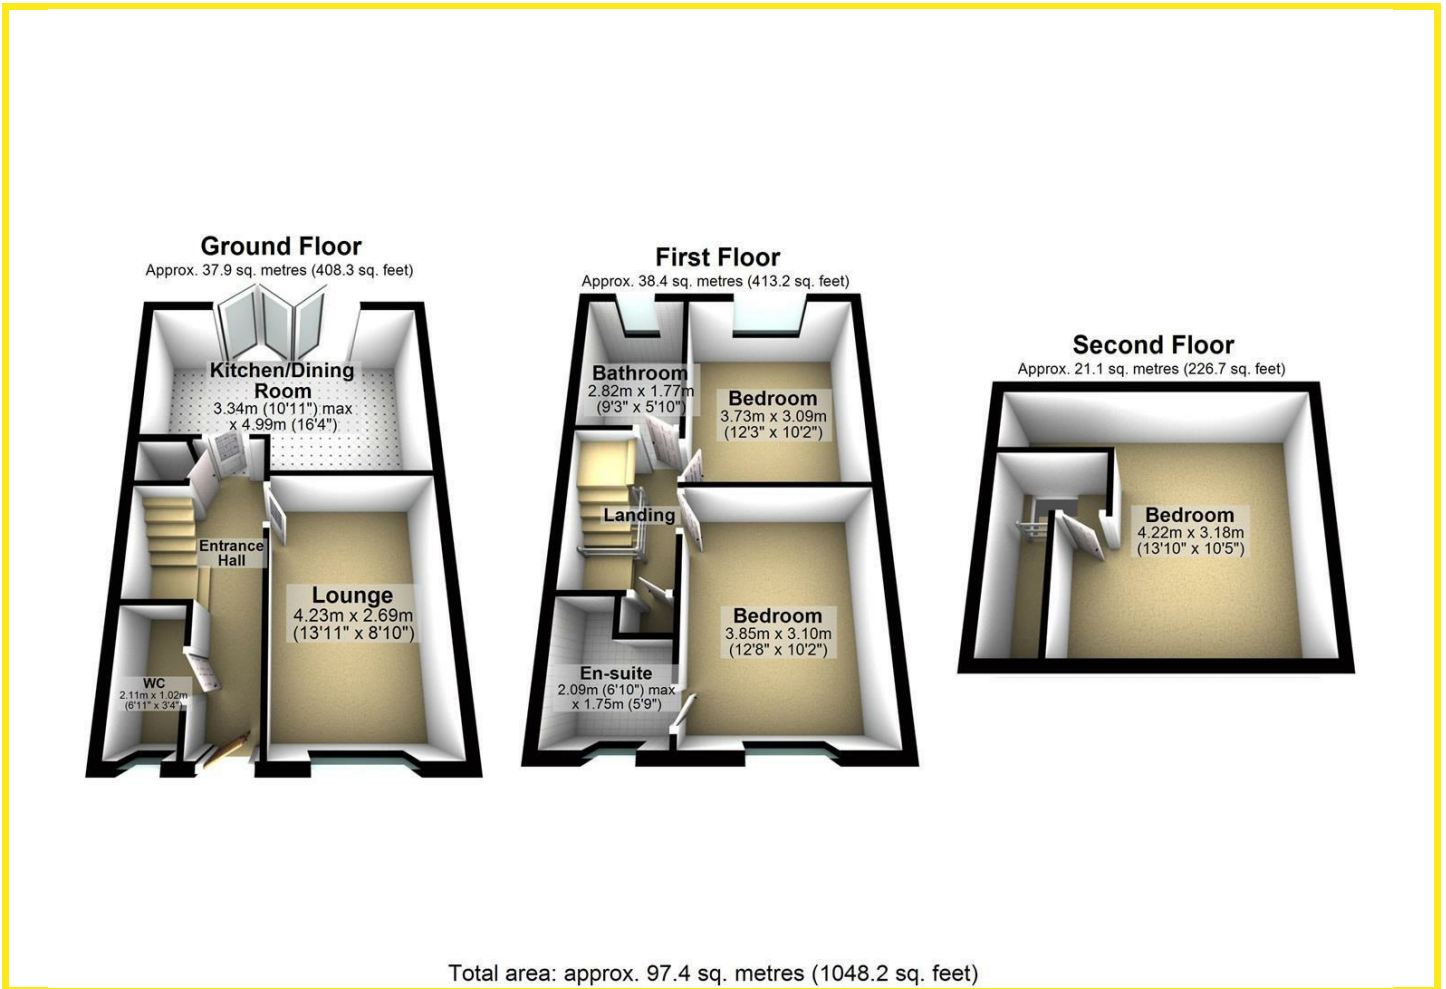 Ground Floor
Approx. 37.9 sq. metres (408.3 sq. feet)
Kitchen/Dining
Room
3.34m (10'11") max
x 4.99m (16'4")
Entrance
Hall
Lounge
4.23m x 2.69m
(13'11" x 8'10")
WC
2.11m x 1.02m
(6'11" x 3'4")
First Floor
Approx. 38.4 sq. metres (413.2 sq. feet)
Bathroom
2.82m x 1.77m
(9'3" x 5'10")
Bedroom
3.73m x 3.09m
(12'3" x 10'2")
Landing
Bedroom
3.85m x 3.10m
(12'8" x 10'2")
En-suite
2.09m (6'10") max
x 1.75m (5'9")
Second Floor
Approx. 21.1 sq. metres (226.7 sq. feet)
Bedroom
4.22m x 3.18m
(13'10" x 10'5")
Total area: approx. 97.4 sq. metres (1048.2 sq. feet)